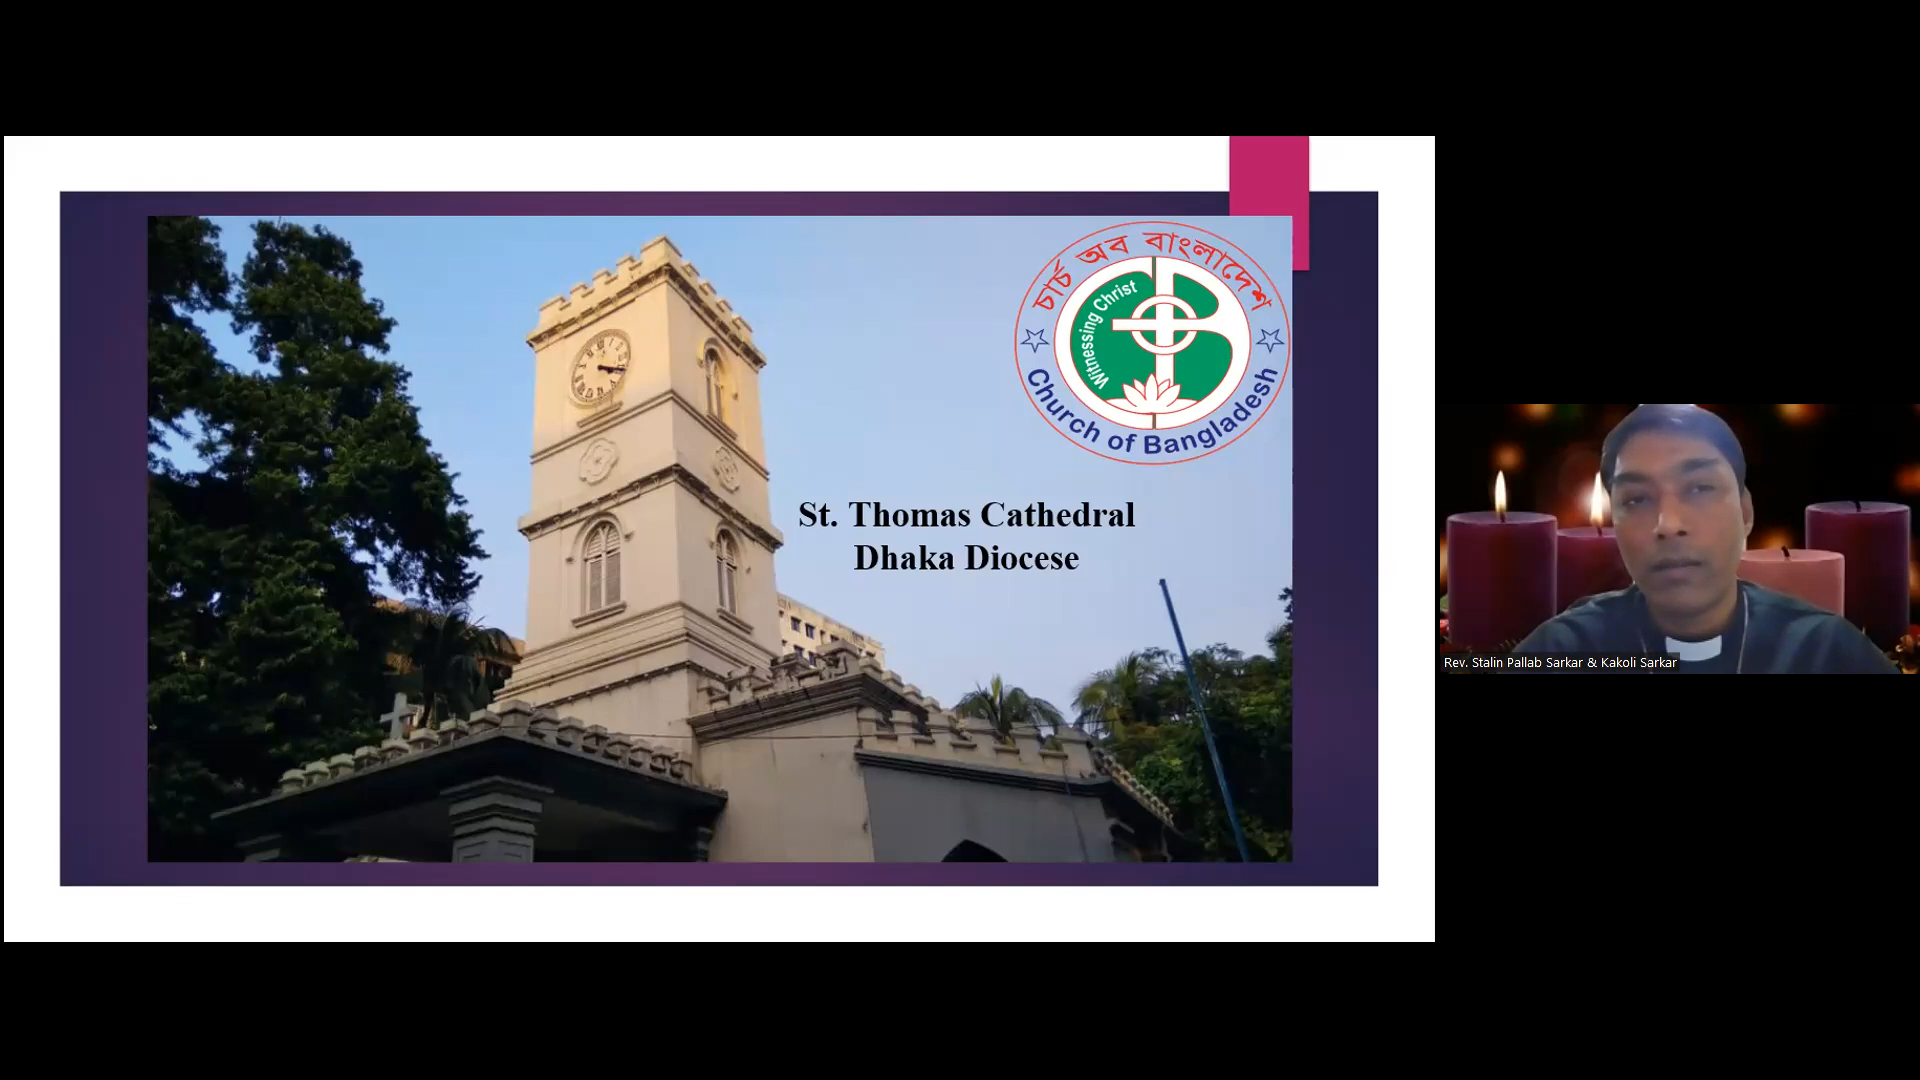 চার্চ অব বাংলাদেশ
Witnessing Christ
Church of Bangladesh
St. Thomas Cathedral
Dhaka Diocese
Rev. Stalin Pallab Sarkar & Kakoli Sarkar